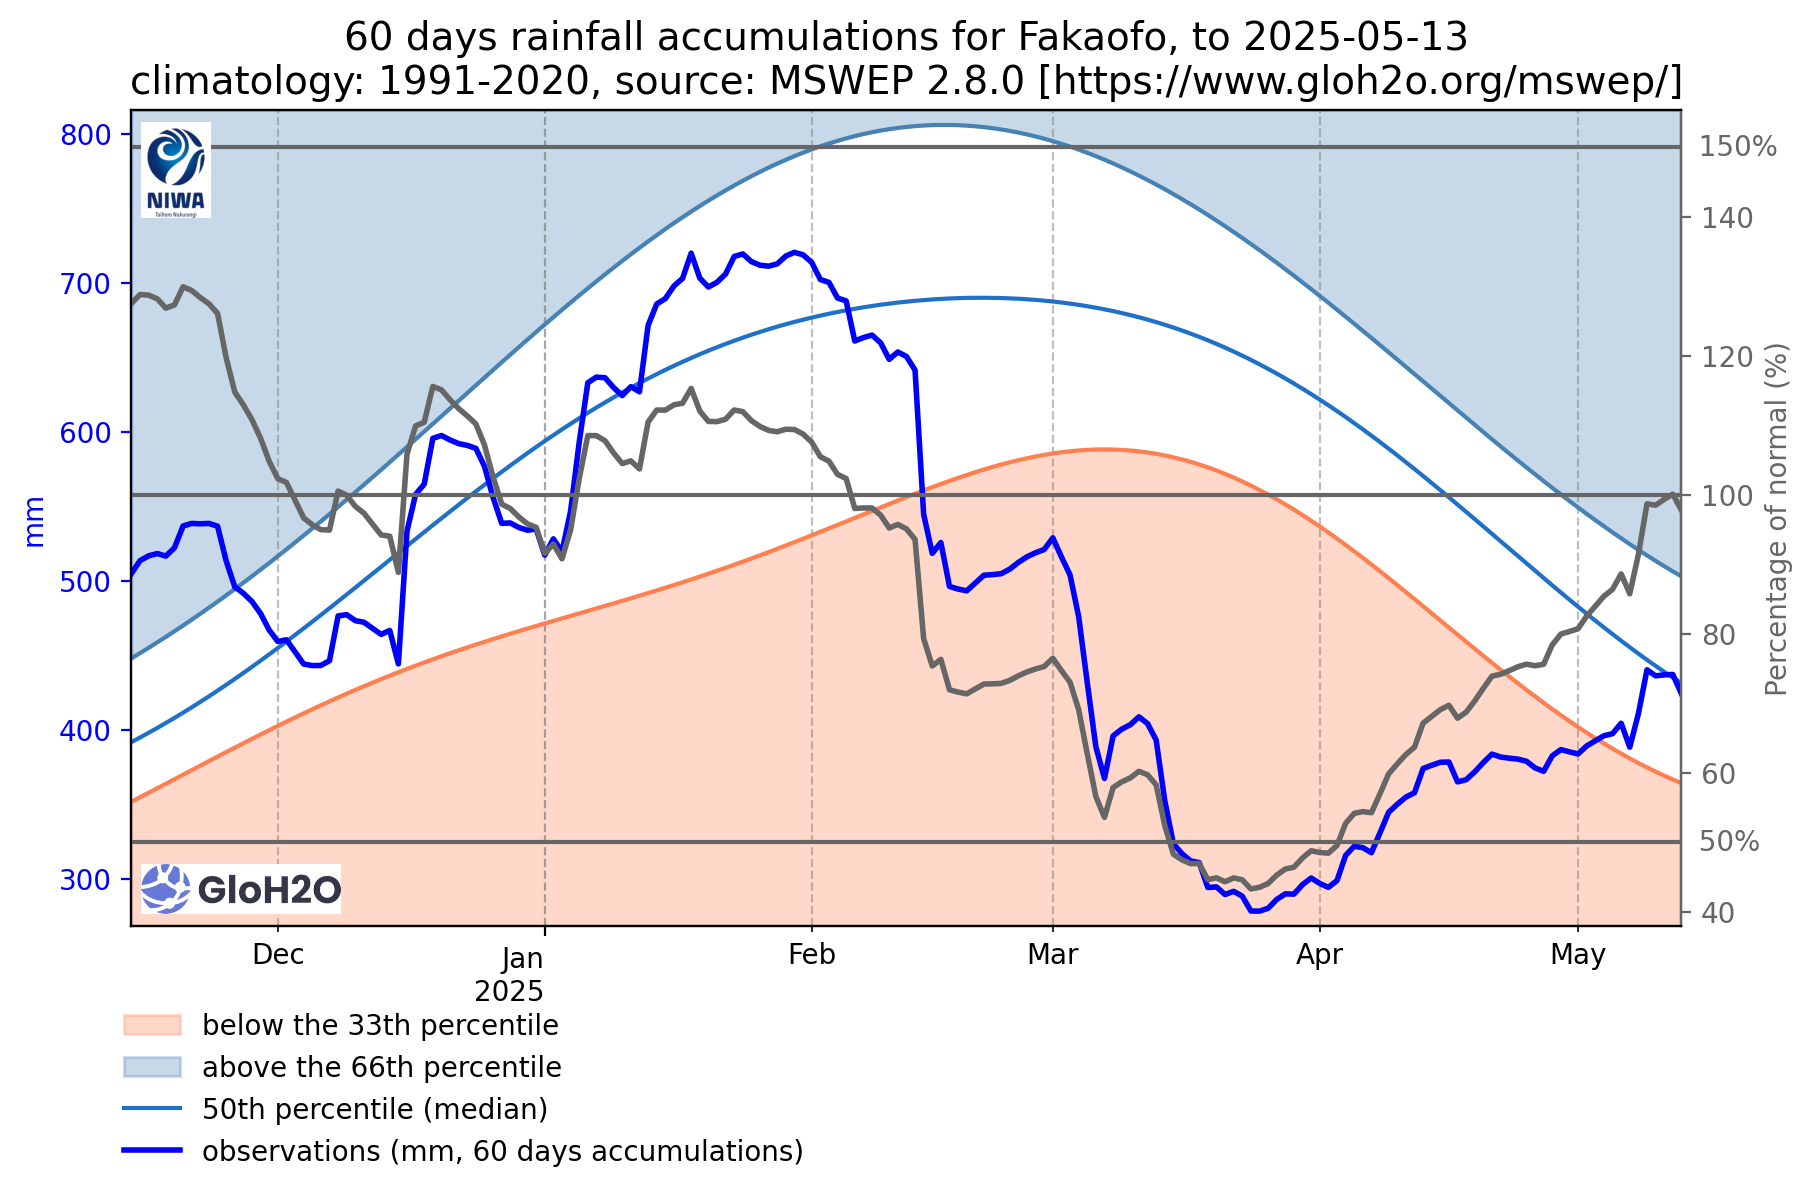 60 days rainfall accumulations for Fakaofo, to 2025-05-13
climatology: 1991-2020, source: MSWEP 2.8.0 [https://www.gloh2o.org/mswep/]
800
700
600
500
400
300
mm
NIWA
Taihoro Nukurangi
GloH2O
150%
140
120
100
80
60
50%
40
Percentage of normal (%)
Dec
Jan
2025
Feb
Mar
Apr
May
below the 33th percentile
above the 66th percentile
50th percentile (median)
observations (mm, 60 days accumulations)